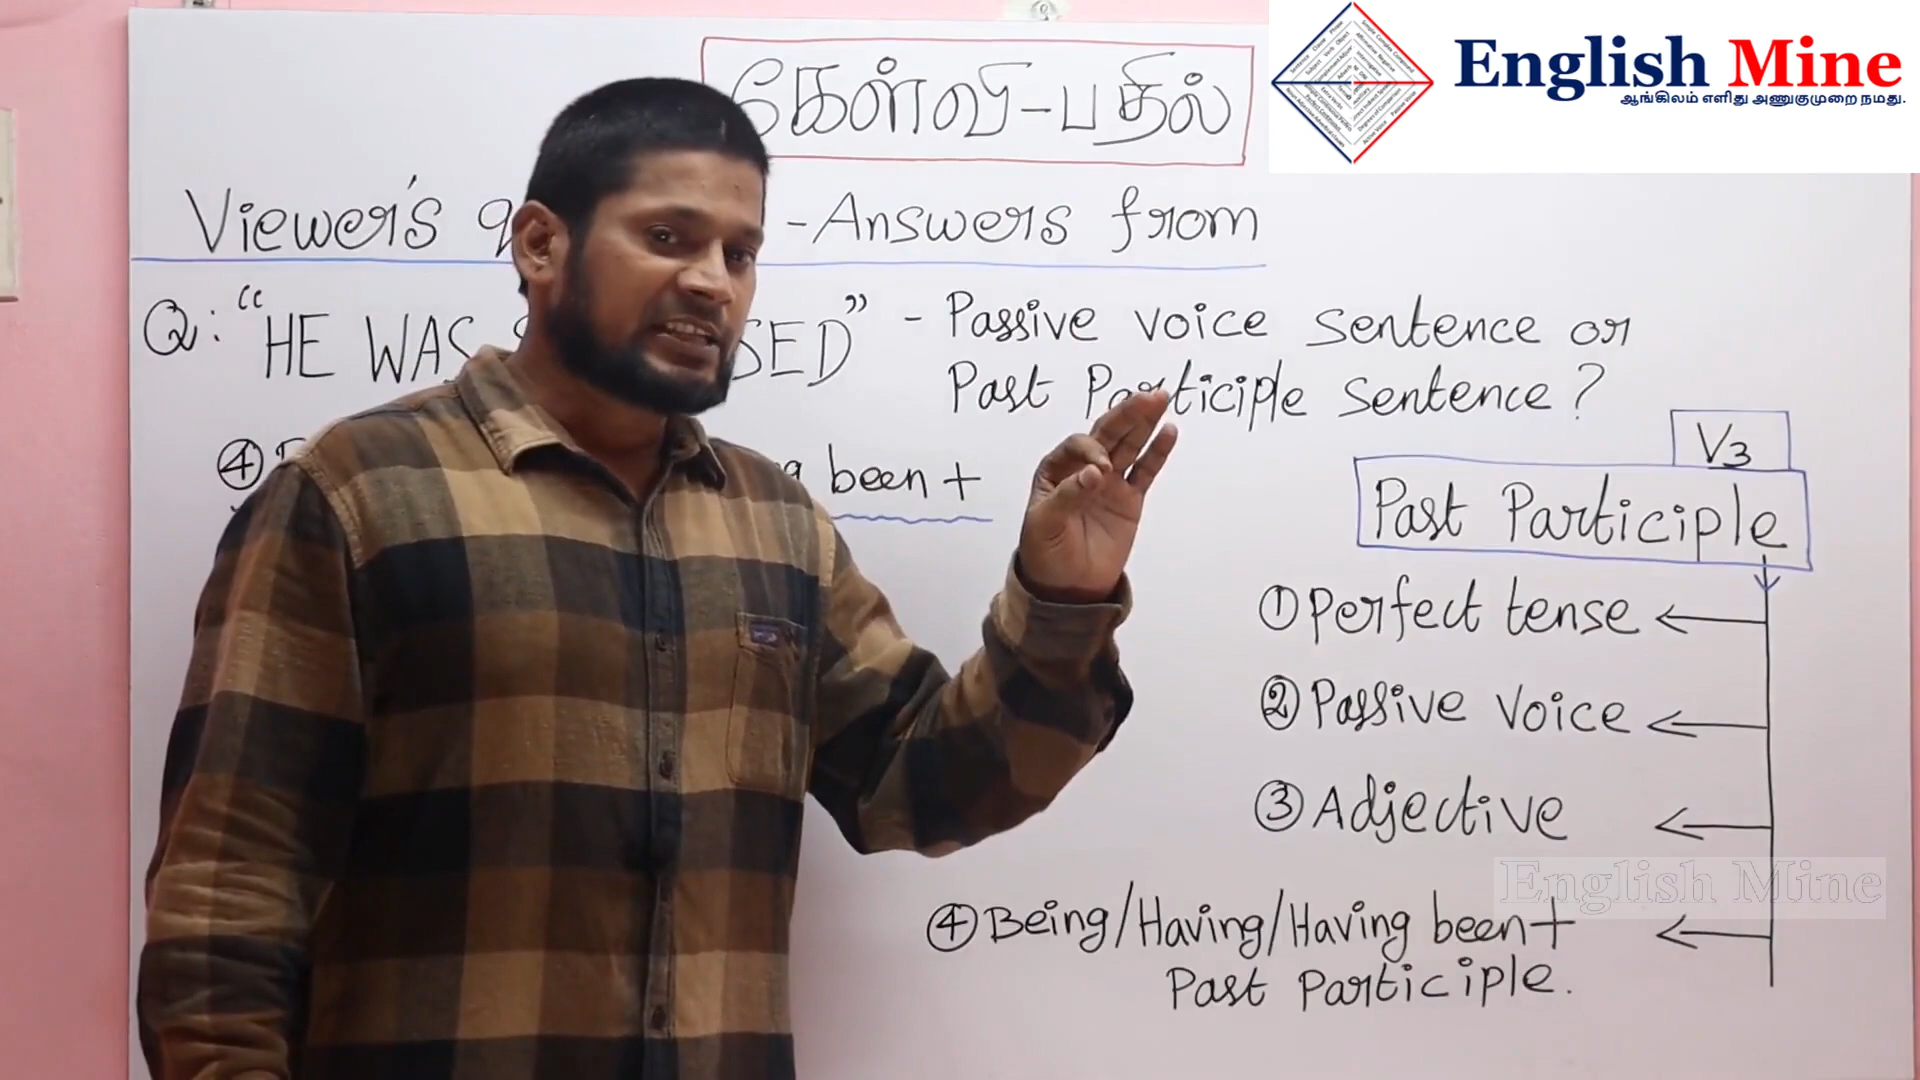 கேள்வி-பதில்
English Mine
ஆங்கிலம் எளிது அணுகுமுறை நமது.
Viewer's - Answers from
Q: "HE WAS SED" - Passive voice sentence or
Past Participle sentence?
④ been +
V3
Past Participle
① Perfect tense
② Passive voice
③ Adjective
English Mine
④ Being/Having/Having been+
Past Participle.